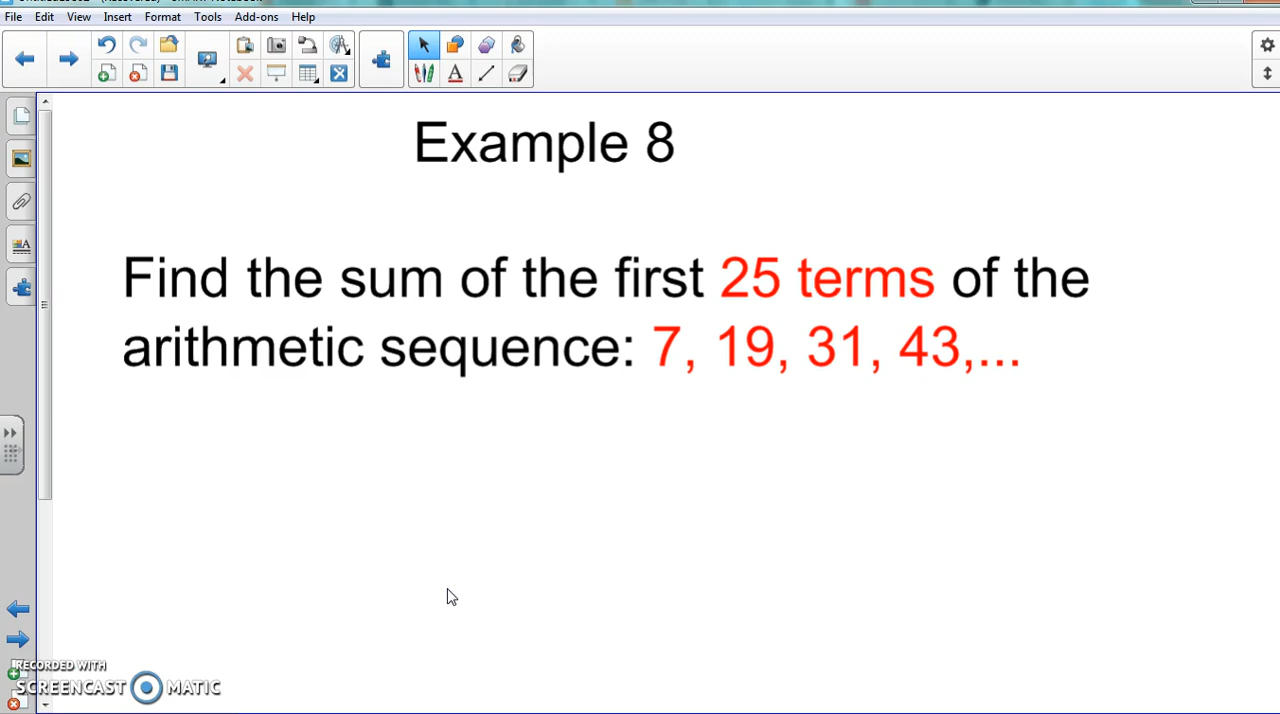 File Edit View Insert Format Tools Add-ons Help
Example 8
Find the sum of the first 25 terms of the
arithmetic sequence: 7, 19, 31, 43,...
RECORDED WITH
SCREENCAST MATIC